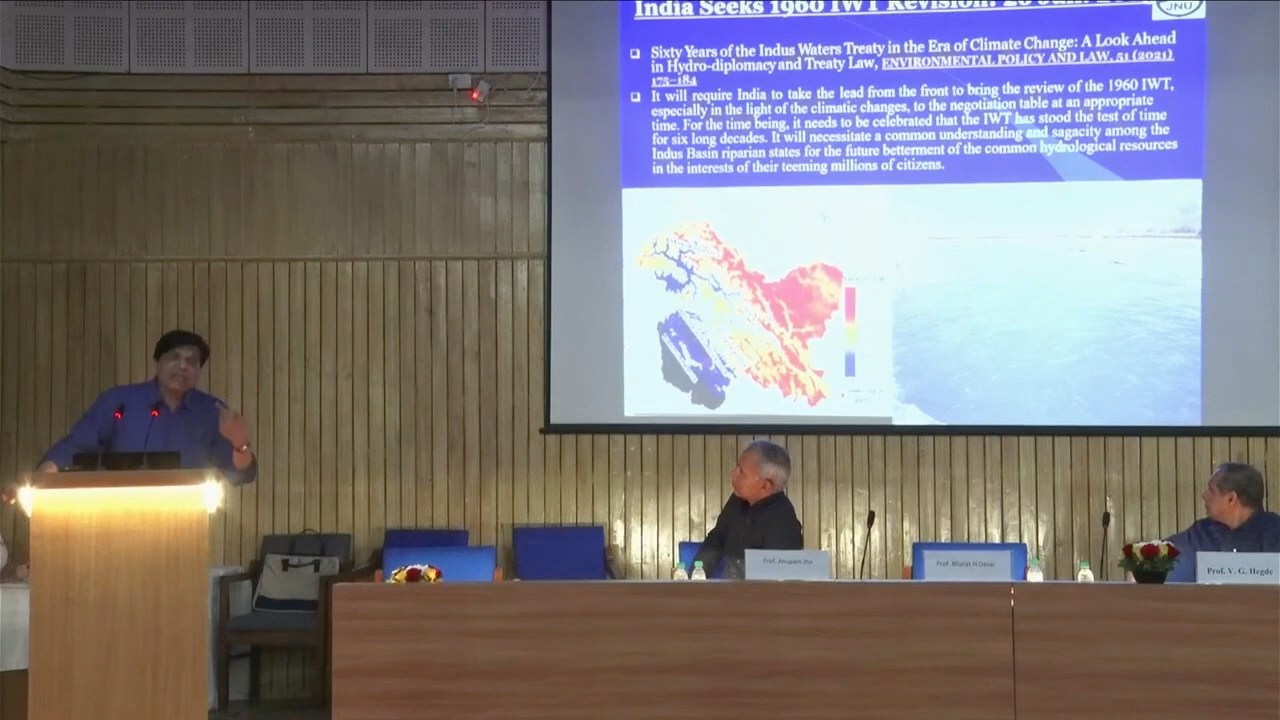 India Seeks 1960 IWT Revision:
JNU
❑ Sixty Years of the Indus Waters Treaty in the Era of Climate Change: A Look Ahead
in Hydro-diplomacy and Treaty Law, ENVIRONMENTAL POLICY AND LAW, 51 (2021)
175–184
❑ It will require India to take the lead from the front to bring the review of the 1960 IWT,
especially in the light of the climatic changes, to the negotiation table at an appropriate
time. For the time being, it needs to be celebrated that the IWT has stood the test of time
for six long decades. It will necessitate a common understanding and sagacity among the
Indus Basin riparian states for the future betterment of the common hydrological resources
in the interests of their teeming millions of citizens.
Prof. Anupam Jha
Prof. Bharat H Desai
Prof. V. G. Hegde